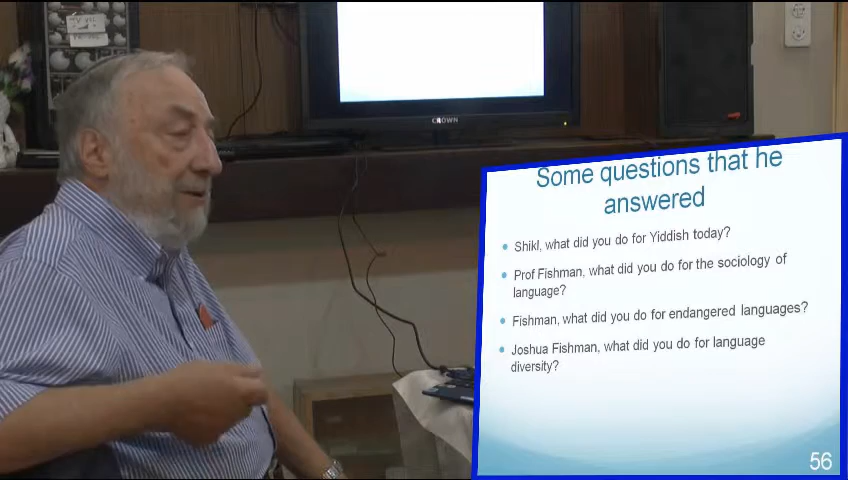 CROWN
Some questions that he
answered
Shikl, what did you do for Yiddish today?
Prof Fishman, what did you do for the sociology of
language?
Fishman, what did you do for endangered languages?
Joshua Fishman, what did you do for language
diversity?
56